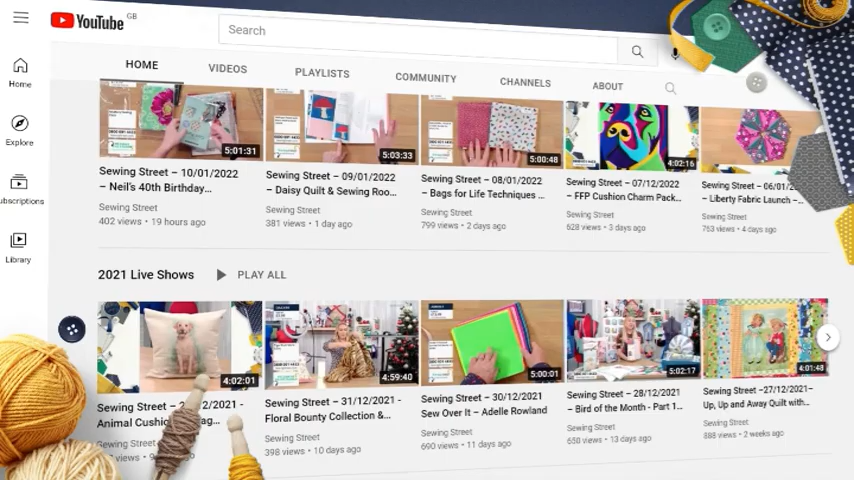 YouTube GB
Search
Home
Explore
ubscriptions
Library
HOME VIDEOS PLAYLISTS COMMUNITY CHANNELS ABOUT
5:01:31
5:03:33
5:00:48
4:02:16
Sewing Street – 10/01/2022
– Neil's 40th Birthday...
Sewing Street
402 views • 19 hours ago
Sewing Street – 09/01/2022
– Daisy Quilt & Sewing Roo...
Sewing Street
381 views • 1 day ago
Sewing Street – 08/01/2022
– Bags for Life Techniques ...
Sewing Street
799 views • 2 days ago
Sewing Street – 07/12/2022
– FFP Cushion Charm Pack...
Sewing Street
628 views • 3 days ago
Sewing Street – 06/01/
– Liberty Fabric Launch –...
Sewing Street
763 views • 4 days ago
2021 Live Shows PLAY ALL
4:02:01
4:59:40
5:00:01
5:02:17
4:01:48
Sewing Street – /2021 -
Animal Cushio
Sewing Street
Sewing Street – 31/12/2021 -
Floral Bounty Collection &...
Sewing Street
398 views • 10 days ago
Sewing Street – 30/12/2021
Sew Over It – Adelle Rowland
Sewing Street
690 views • 11 days ago
Sewing Street – 28/12/2021
– Bird of the Month - Part 1...
Sewing Street
650 views • 13 days ago
Sewing Street –27/12/2021–
Up, Up and Away Quilt with...
Sewing Street
888 views • 2 weeks ago